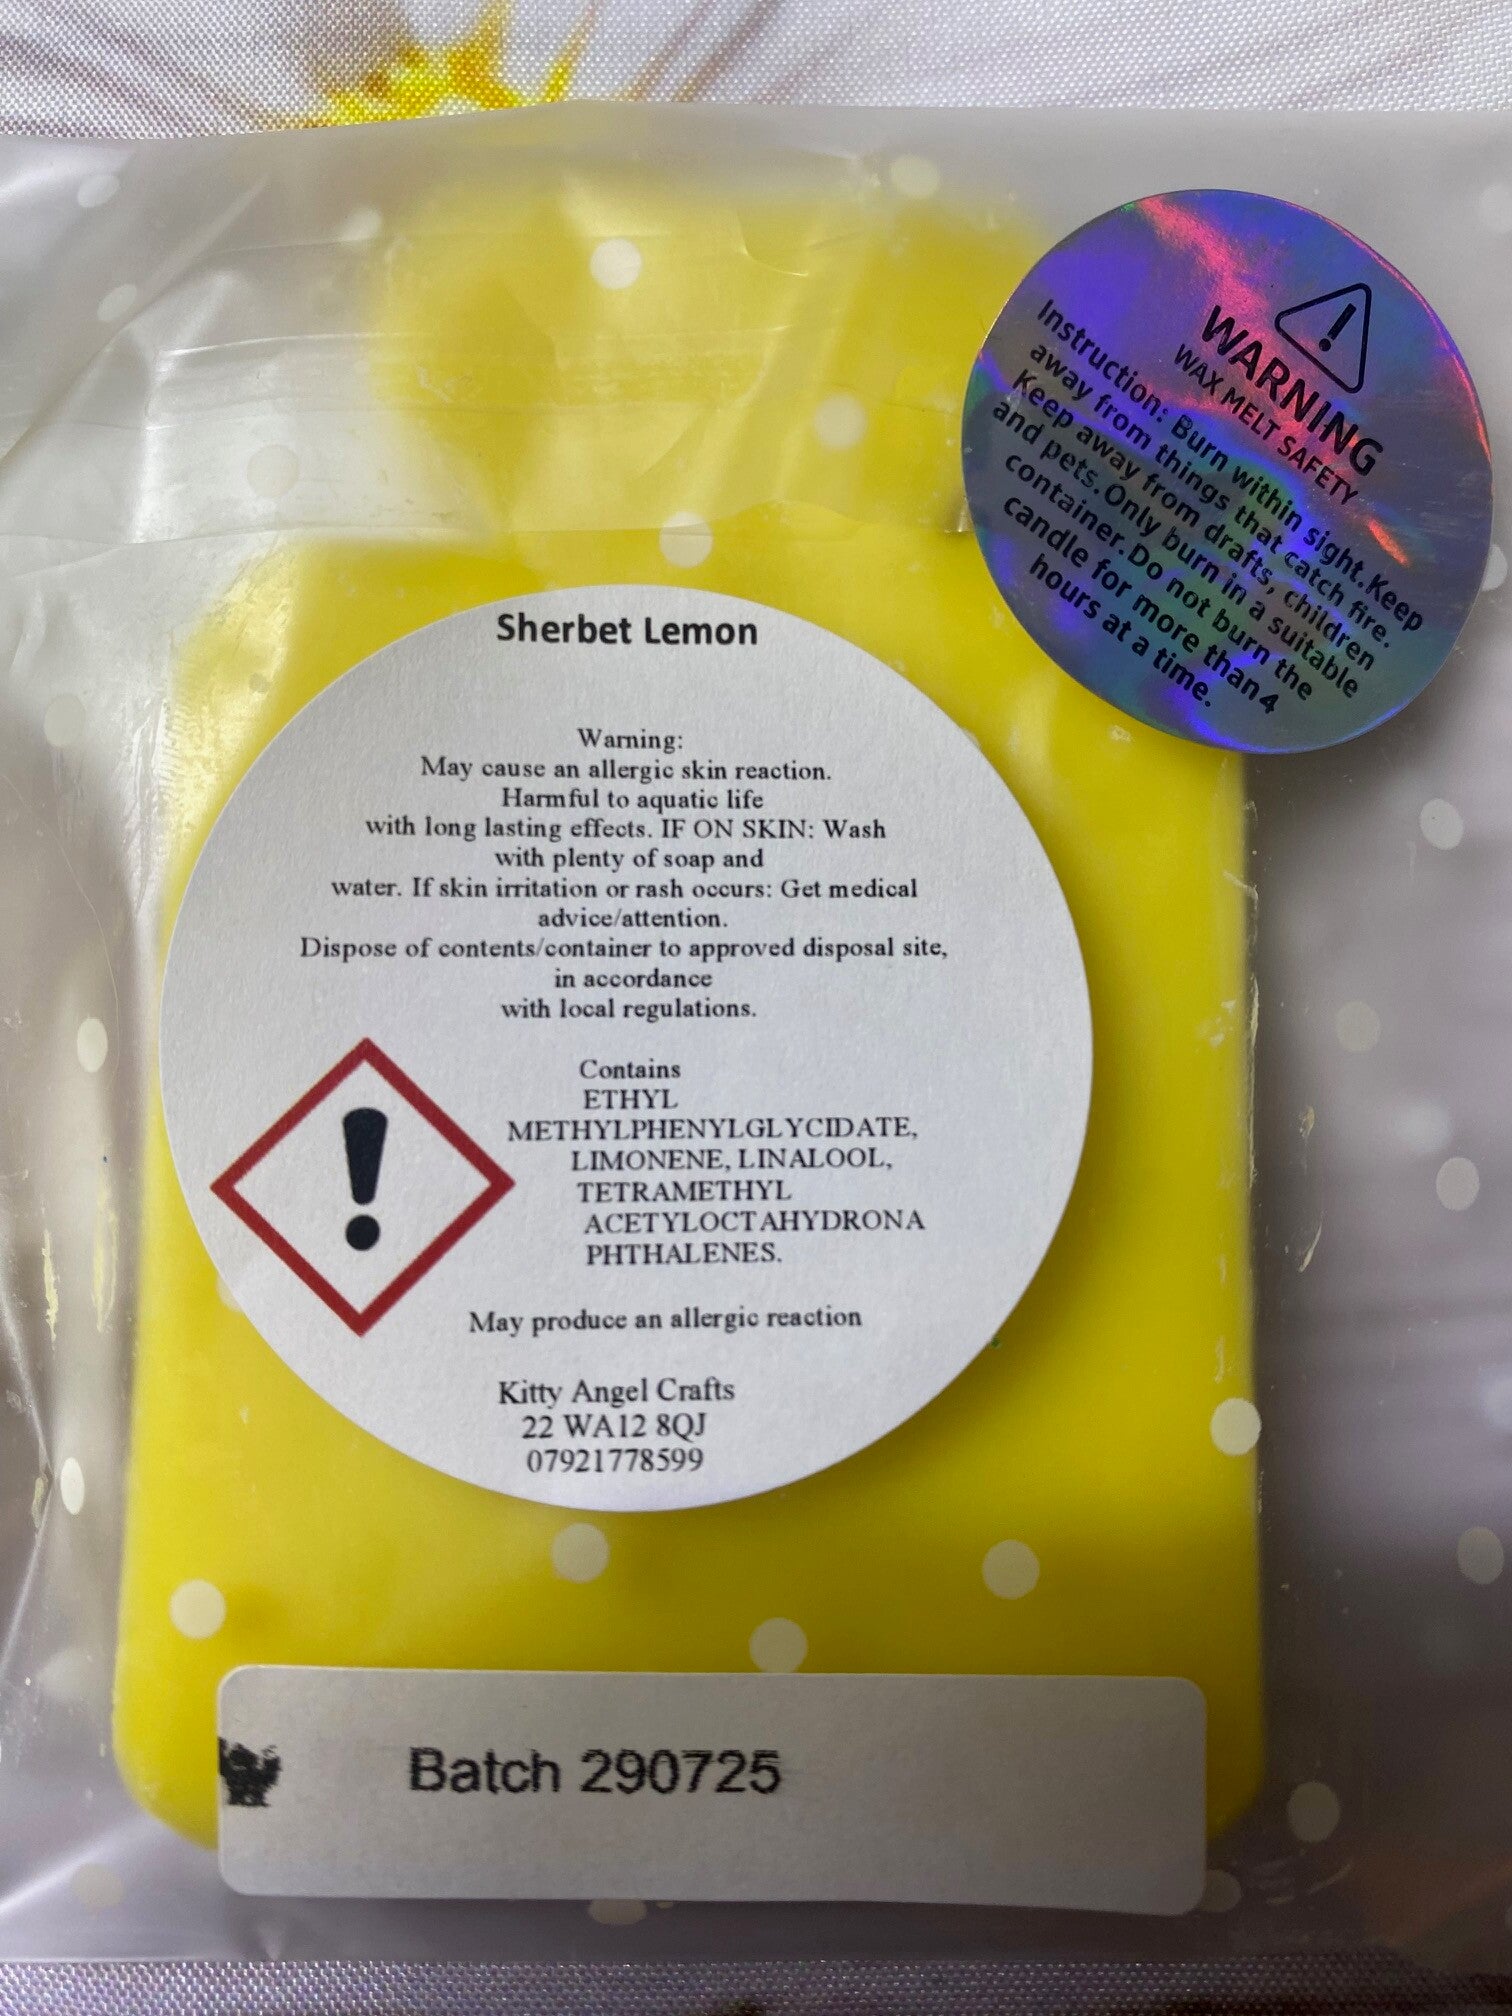 WARNING
WAX MELT SAFETY
Instruction: Burn within sight. Keep
away from things that catch fire.
Keep away from drafts, children
and pets. Only burn in a suitable
container. Do not burn the
candle for more than 4
hours at a time.
Sherbet Lemon
Warning:
May cause an allergic skin reaction.
Harmful to aquatic life
with long lasting effects. IF ON SKIN: Wash
with plenty of soap and
water. If skin irritation or rash occurs: Get medical
advice/attention.
Dispose of contents/container to approved disposal site,
in accordance
with local regulations.
Contains
ETHYL
METHYLPHENYLGLYCIDATE,
LIMONENE, LINALOOL,
TETRAMETHYL
ACETYLOCTAHYDRONA
PHTHALENES.
May produce an allergic reaction
Kitty Angel Crafts
22 WA12 8QJ
07921778599
Batch 290725